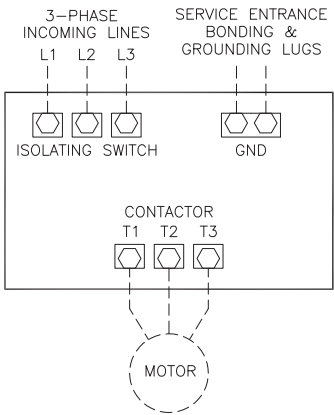 3-PHASE
INCOMING LINES
L1 L2 L3
SERVICE ENTRANCE
BONDING &
GROUNDING LUGS
ISOLATING SWITCH
GND
CONTACTOR
T1 T2 T3
MOTOR